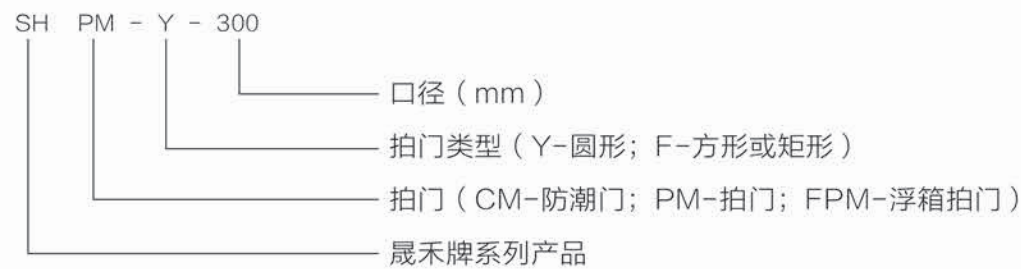 SH PM - Y - 300
口径（mm）
拍门类型（Y-圆形；F-方形或矩形）
拍门（CM-防潮门；PM-拍门；FPM-浮箱拍门）
晟禾牌系列产品